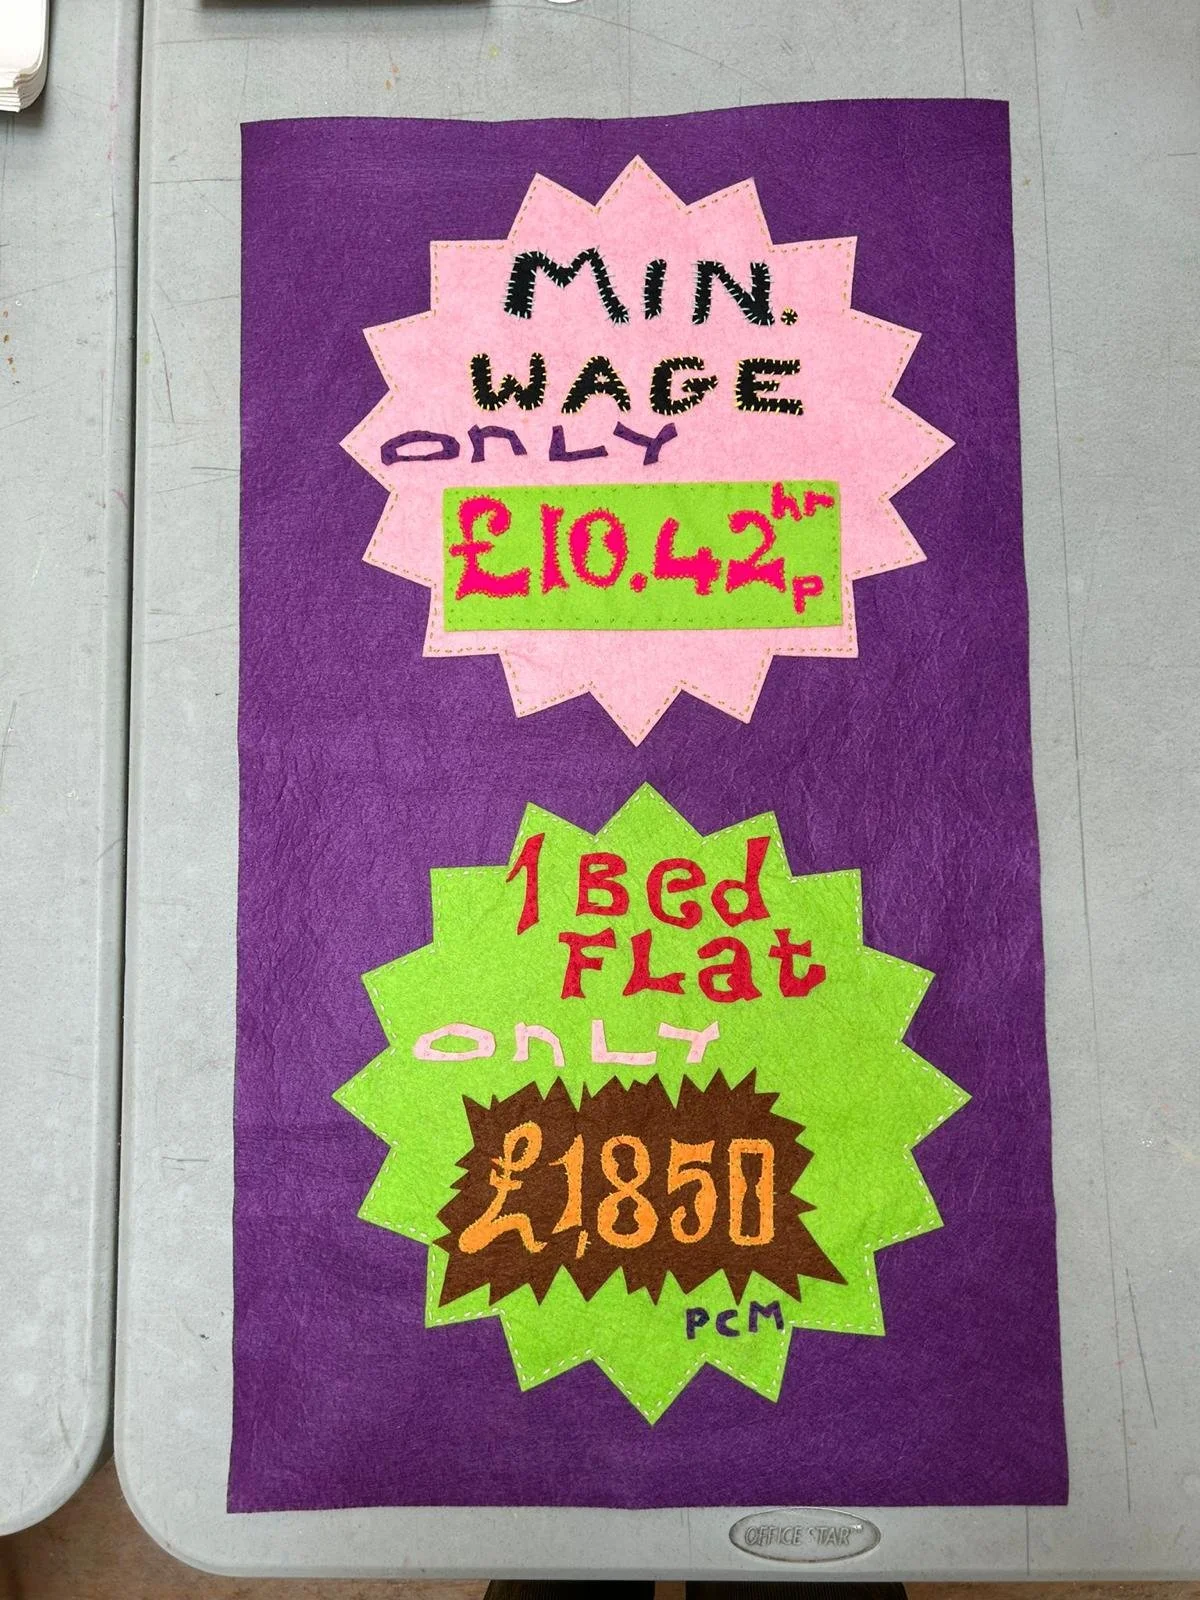 MIN.
WAGE
OnLY
£10.42 hr
p
1 Bed
FLat
OnLY
£1,850
PCM
OFFICE STAR